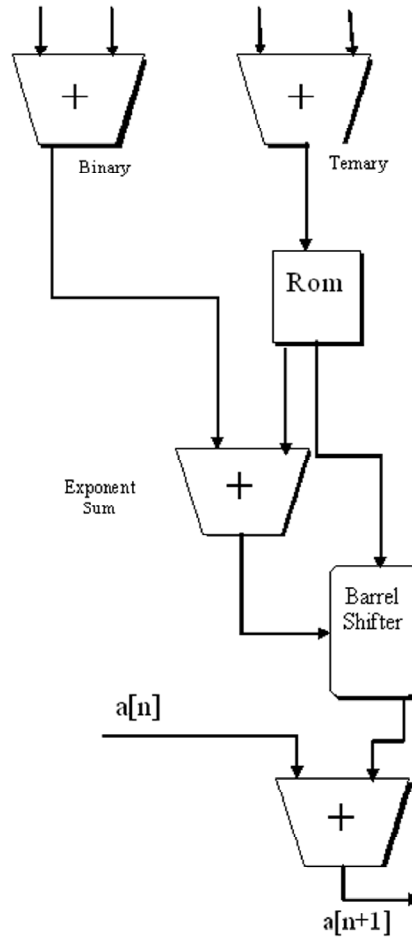 +
+
Binary
Ternary
Rom
+
Exponent
Sum
Barrel
Shifter
a[n]
+
a[n+1]